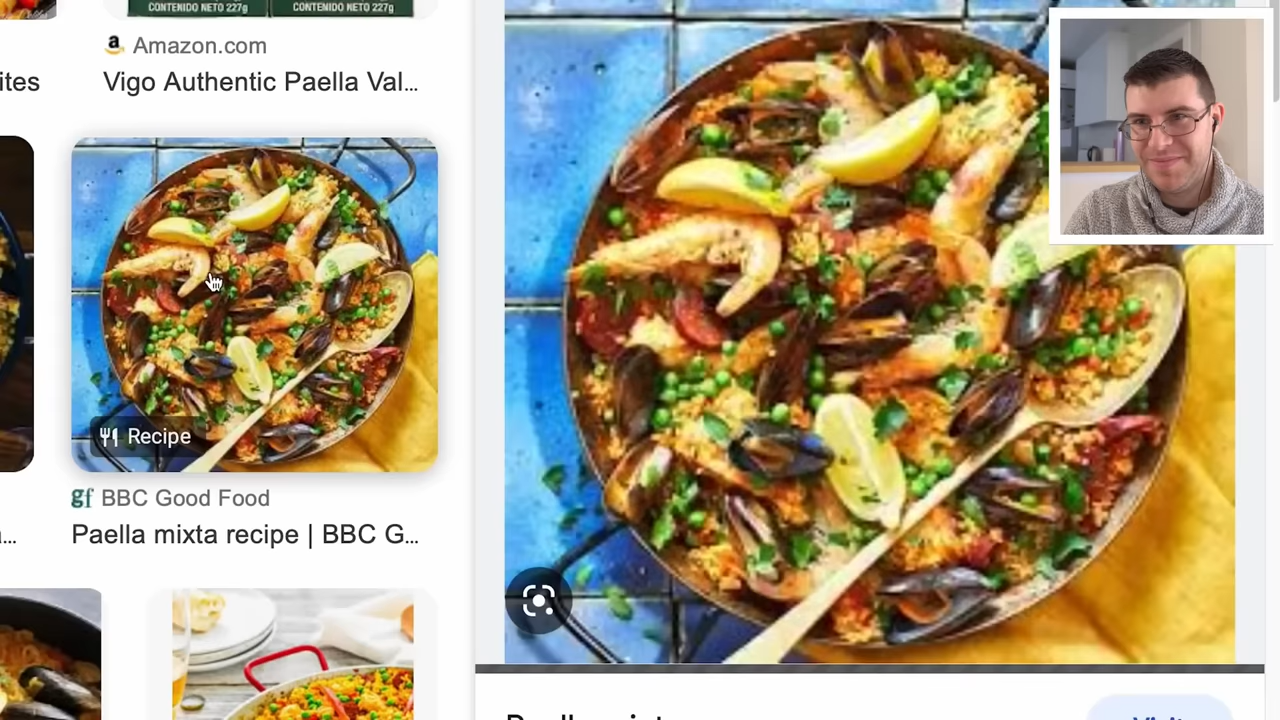 CONTENIDO NETO 227g
CONTENIDO NETO 227g
Amazon.com
ites
Vigo Authentic Paella Val...
Recipe
gf BBC Good Food
a...
Paella mixta recipe | BBC G...